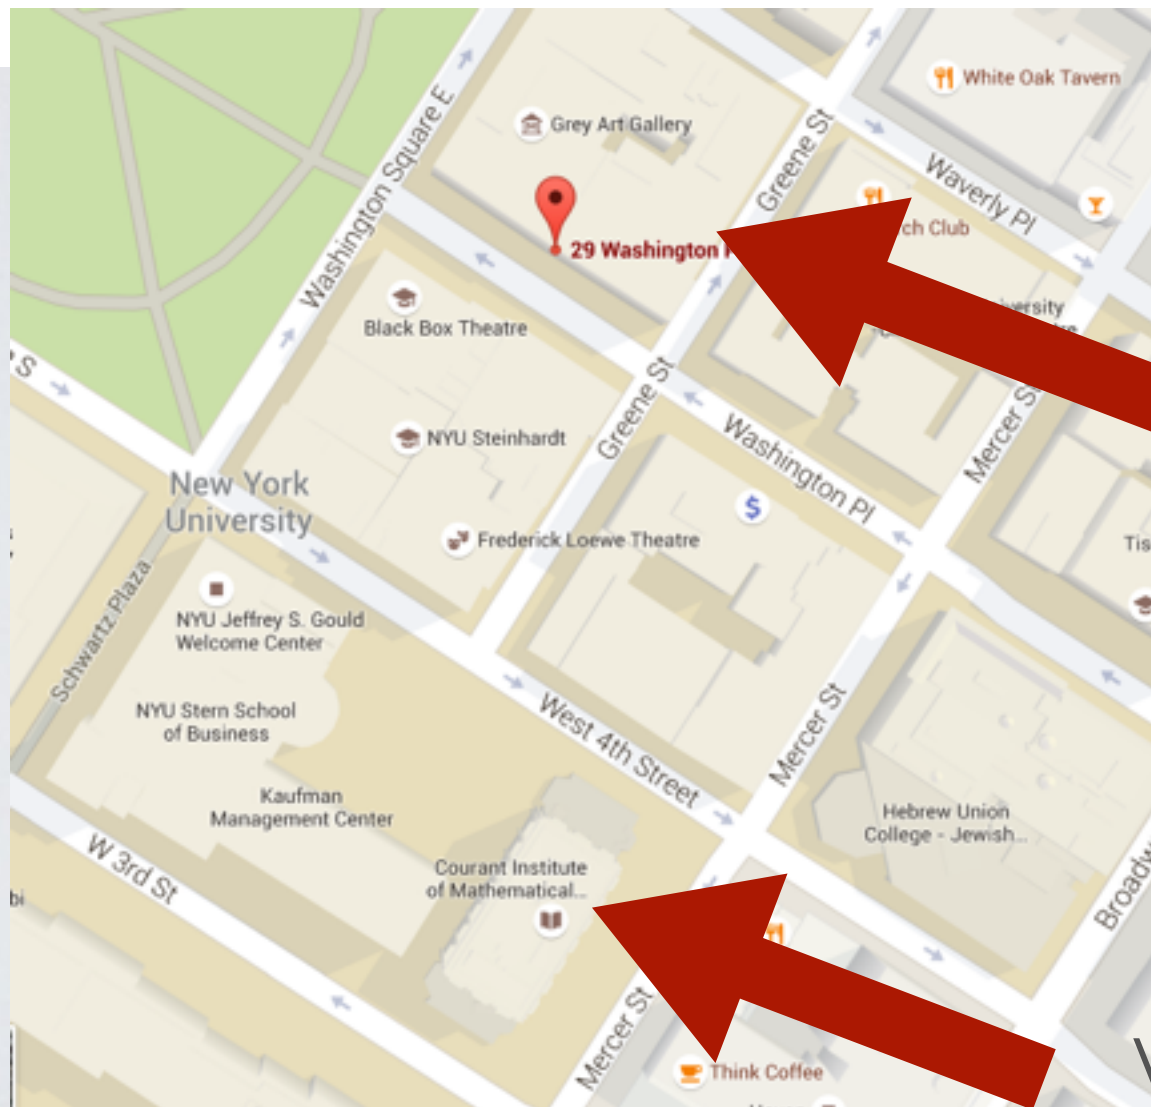 White Oak Tavern
Grey Art Gallery
Washington Square E
Greene St
Waverly Pl
ch Club
29 Washington
Black Box Theatre
Greene St
Mercer St
S
NYU Steinhardt
Washington Pl
New York
University
$
Frederick Loewe Theatre
Tis
Schwartz Plaza
NYU Jeffrey S. Gould
Welcome Center
NYU Stern School
of Business
West 4th Street
Mercer St
Kaufman
Management Center
Hebrew Union
College - Jewish...
W 3rd St
Courant Institute
of Mathematical...
Broadw
bi
Mercer St
Think Coffee